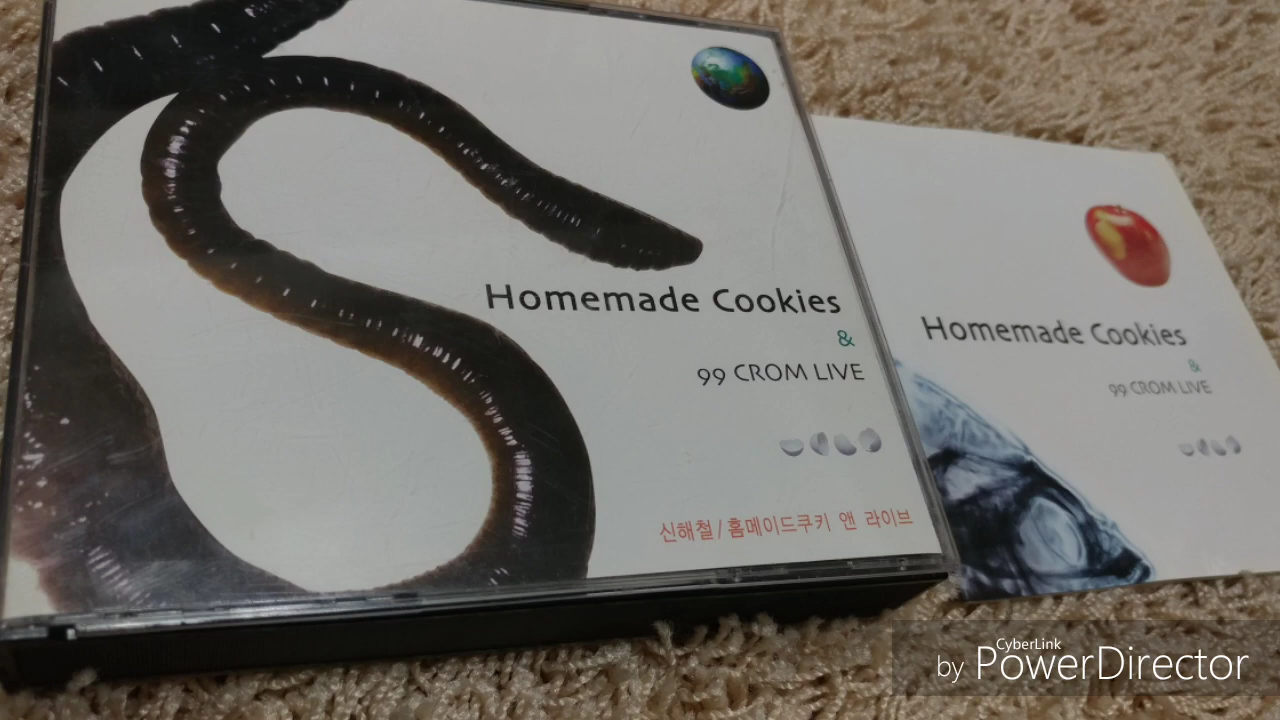 Homemade Cookies
&
99 CROM LIVE
신해철/홈메이드쿠키 앤 라이브
Homemade Cookies
&
99 CROM LIVE
CyberLink
by PowerDirector